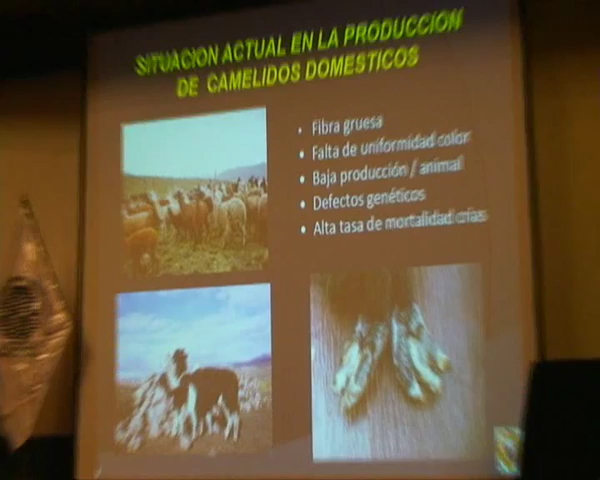 SITUACION ACTUAL EN LA PRODUCCION
DE CAMELIDOS DOMESTICOS
• Fibra gruesa
• Falta de uniformidad color
• Baja producción / animal
• Defectos genéticos
• Alta tasa de mortalidad crías